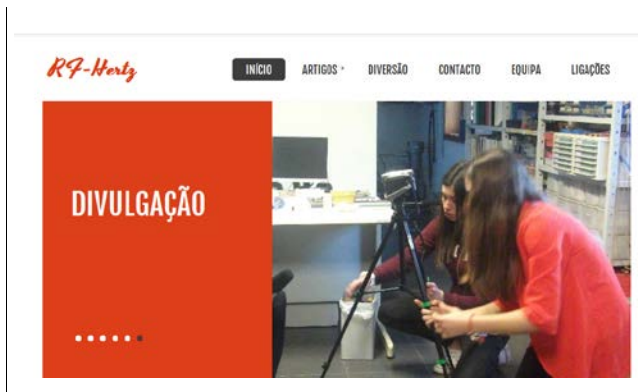 RF-Hertz
INÍCIO ARTIGOS DIVERSÃO CONTACTO EQUIPA LIGAÇÕES
DIVULGAÇÃO